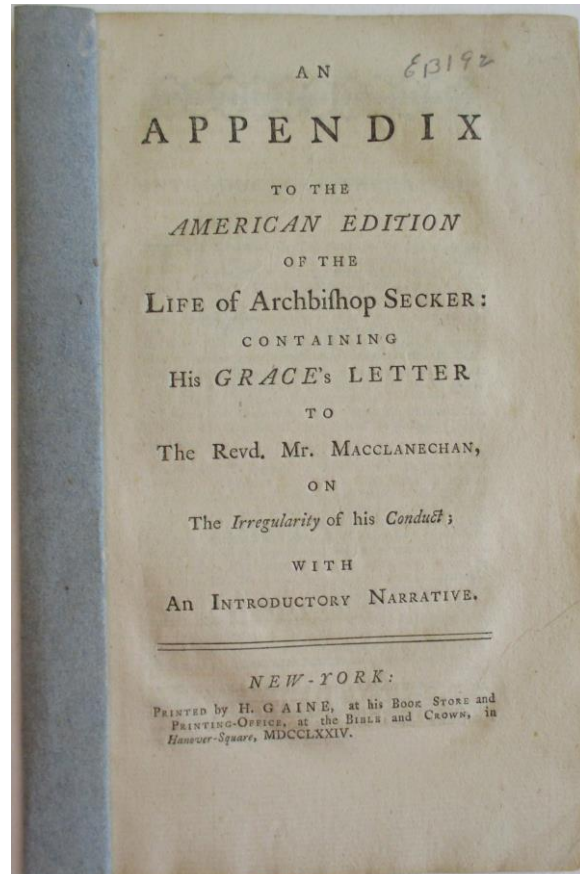 EB192
AN
APPENDIX
TO THE
AMERICAN EDITION
OF THE
LIFE of Archbiſhop SECKER:
CONTAINING
His GRACE's LETTER
TO
The Revd. Mr. MACCLANECHAN,
ON
The Irregularity of his Conduct;
WITH
An INTRODUCTORY NARRATIVE.
NEW-YORK:
PRINTED by H. GAINE, at his BOOK STORE and
PRINTING-OFFICE, at the BIBLE and CROWN, in
Hanover-Square, MDCCLXXIV.